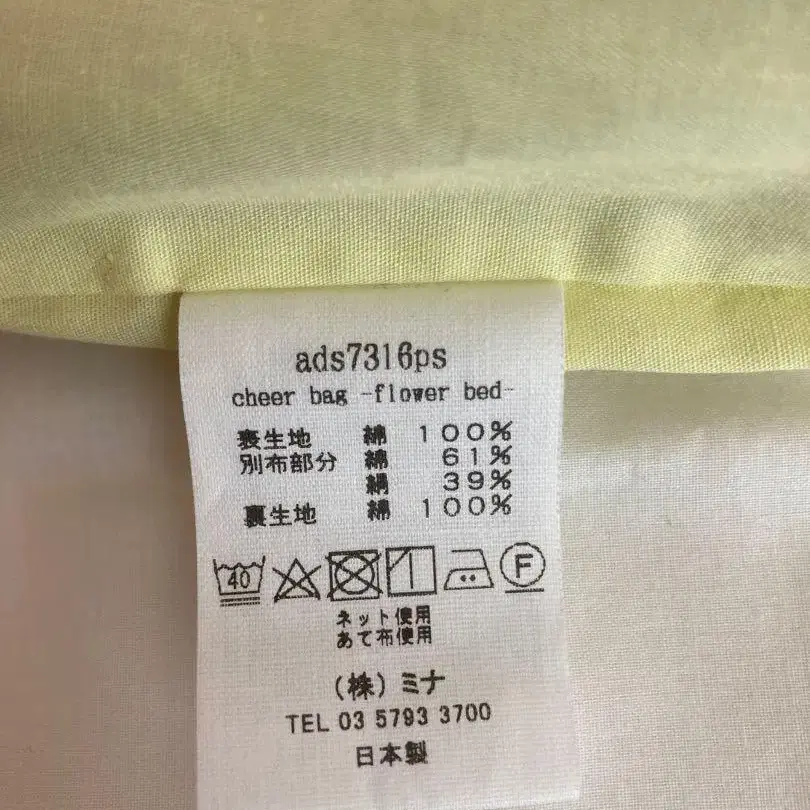 ads7316ps
cheer bag -flower bed-
表生地 綿 100%
別布部分 綿 61%
絹 39%
裏生地 綿 100%
40 F
ネット使用
あて布使用
(株)ミナ
TEL 03 5793 3700
日本製